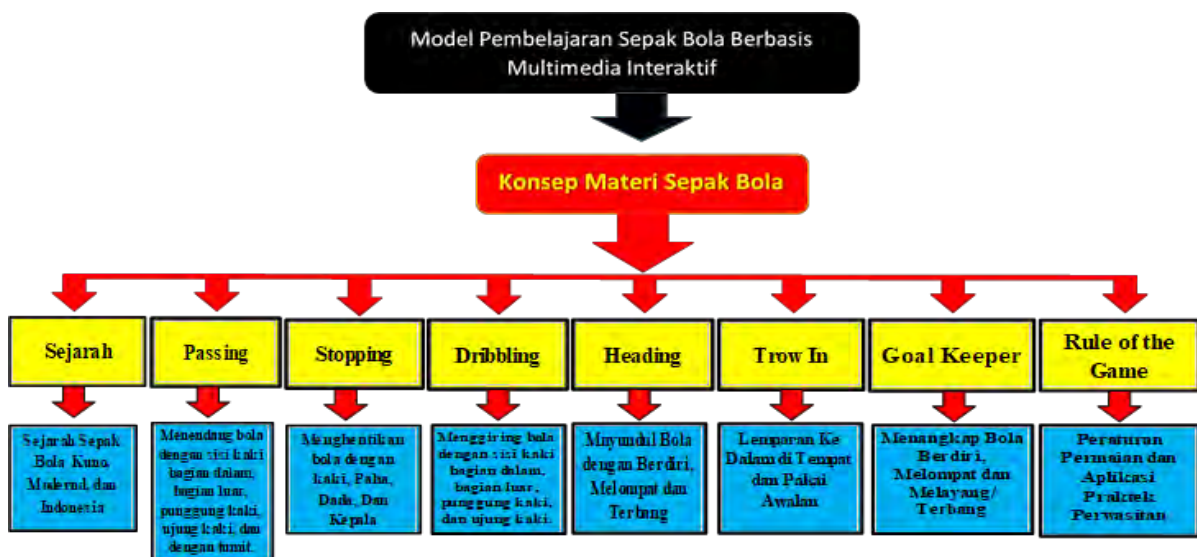 Model Pembelajaran Sepak Bola Berbasis
Multimedia Interaktif
Konsep Materi Sepak Bola
Sejarah
Passing
Stopping
Dribbling
Heading
Trow In
Goal Keeper
Rule of the
Game
Sejarah Sepak
Bola Kuno,
Modernal, dan
Indonesia
Menendang bola
dengan sisi kaki
bagian dalam,
bagian luar,
punggung kaki,
ujung kaki, dan
dengan tumit.
Menghentikan
bola dengan
kaki, Paha,
Dada, Dan
Kepala
Menggiring bola
dengan sisi kaki
bagian dalam,
bagian luar,
punggung kaki,
dan ujung kaki.
Muyundul Bola
dengan Berdiri,
Melompat dan
Terbang
Lemparan Ke
Dalam di Tempat
dan Pakai
Awalan
Menangkap Bola
Berdiri,
Melompat dan
Melayang/
Terbang
Peraturan
Permaian dan
Aplikasi
Praktek
Perwasitan